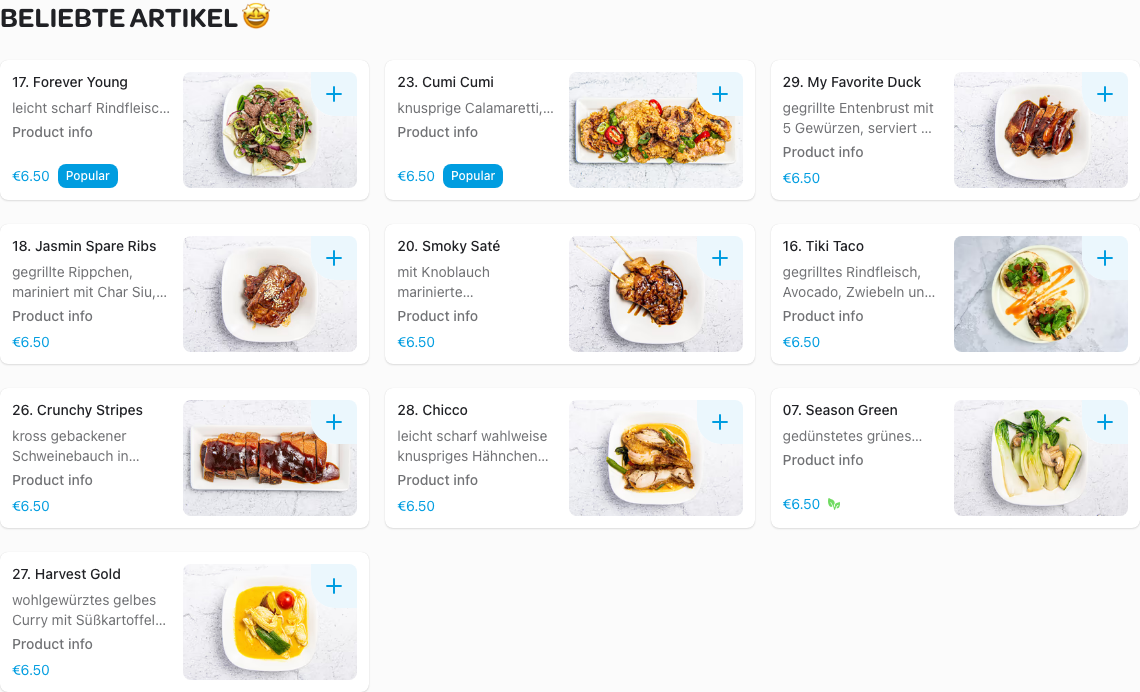 BELIEBTE ARTIKEL 🤩
17. Forever Young
leicht scharf Rindfleisc...
Product info
€6.50 Popular
23. Cumi Cumi
knusprige Calamaretti,...
Product info
€6.50 Popular
29. My Favorite Duck
gegrillte Entenbrust mit
5 Gewürzen, serviert ...
Product info
€6.50
18. Jasmin Spare Ribs
gegrillte Rippchen,
mariniert mit Char Siu,...
Product info
€6.50
20. Smoky Saté
mit Knoblauch
marinierte...
Product info
€6.50
16. Tiki Taco
gegrilltes Rindfleisch,
Avocado, Zwiebeln un...
Product info
€6.50
26. Crunchy Stripes
kross gebackener
Schweinebauch in...
Product info
€6.50
28. Chicco
leicht scharf wahlweise
knuspriges Hähnchen...
Product info
€6.50
07. Season Green
gedünstetes grünes...
Product info
€6.50
27. Harvest Gold
wohlgewürztes gelbes
Curry mit Süßkartoffel...
Product info
€6.50